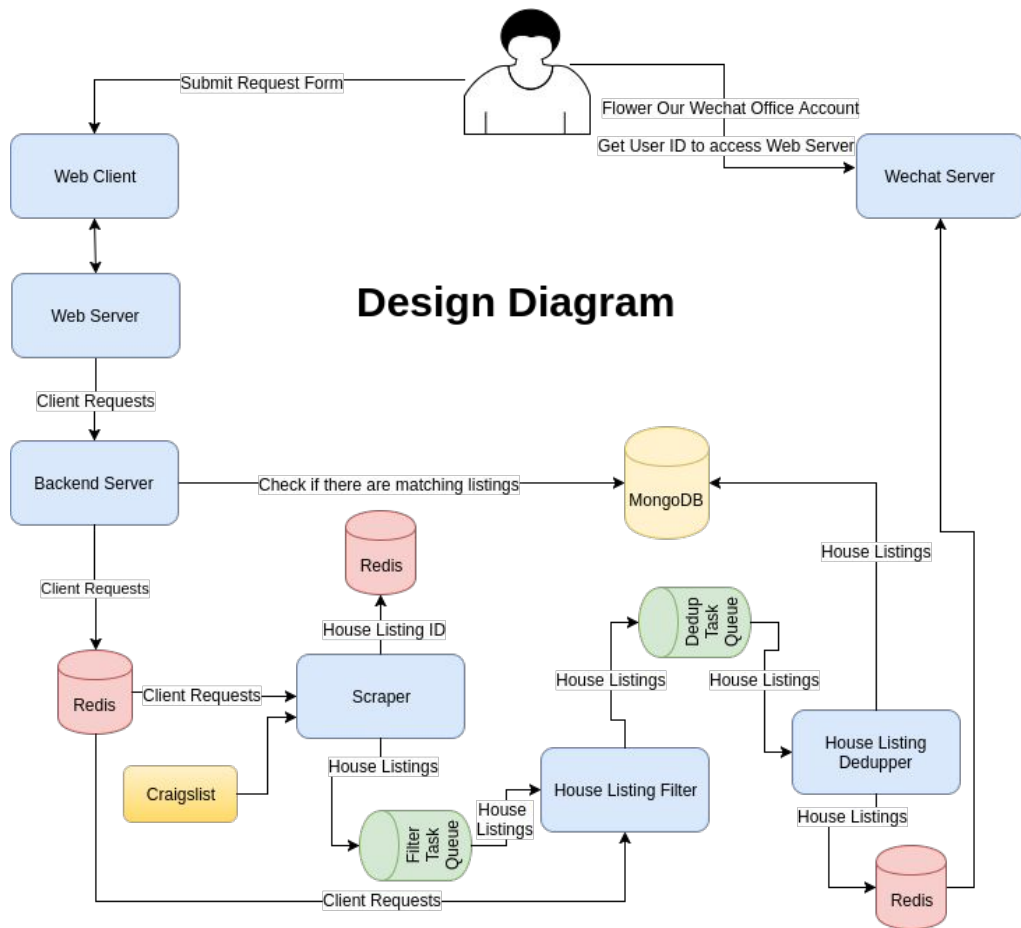 Submit Request Form
Flower Our Wechat Office Account
Get User ID to access Web Server
Web Client
Wechat Server
Web Server
Design Diagram
Client Requests
Backend Server
Check if there are matching listings
MongoDB
Redis
House Listings
Client Requests
Dedup
Task
Queue
House Listing ID
House Listings
House Listings
Redis
Client Requests
Scraper
House Listing
Dedupper
House Listings
Craigslist
House Listing Filter
House
Listings
House Listings
Filter
Task
Queue
Redis
Client Requests